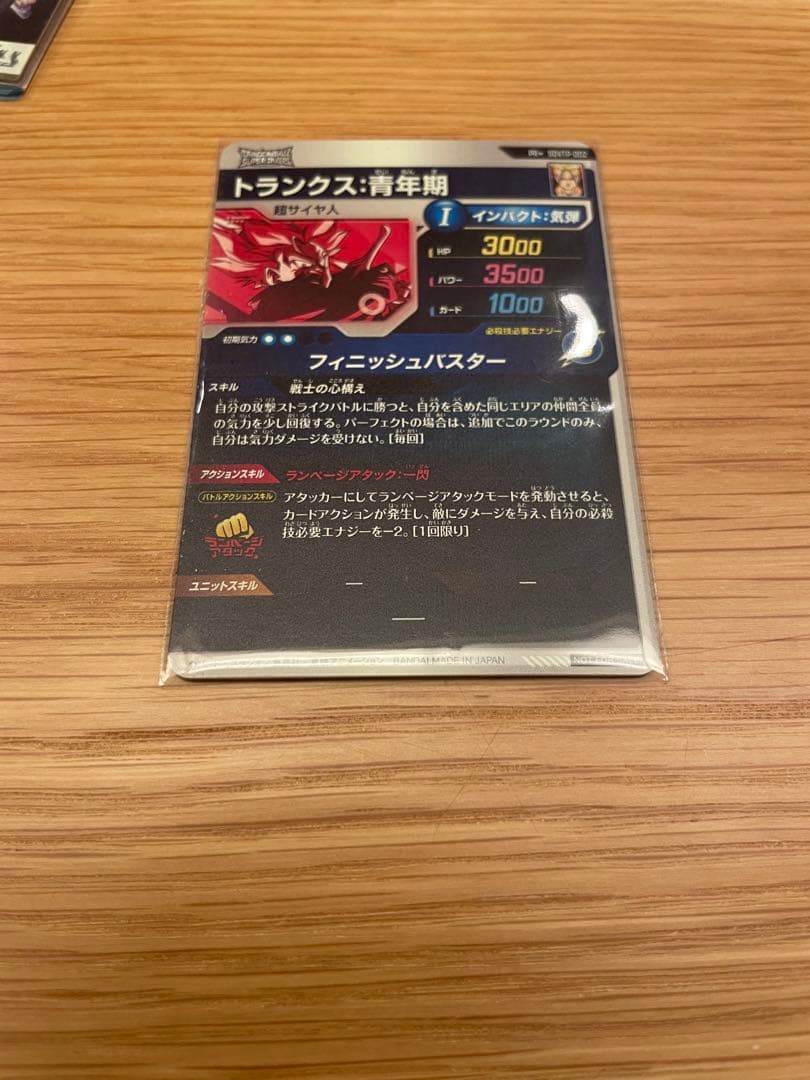 トランクス:青年期
超サイヤ人
I インパクト:気弾
HP 3000
パワー 3500
ガード 1000
必殺技必要エナジー
初期気力
フィニッシュバスター
スキル 戦士の心構え
自分の攻撃ストライクバトルに勝つと、自分を含めた同じエリアの仲間全員
の気力を少し回復する。パーフェクトの場合は、追加でこのラウンドのみ、
自分は気力ダメージを受けない。[毎回]
アクションスキル ランページアタック:一閃
バトルアクションスキル アタッカーにしてランページアタックモードを発動させると、
カードアクションが発生し、敵にダメージを与え、自分の必殺
技必要エナジーを-2。[1回限り]
ランページ
アタック
ユニットスキル
BANDAI MADE IN JAPAN